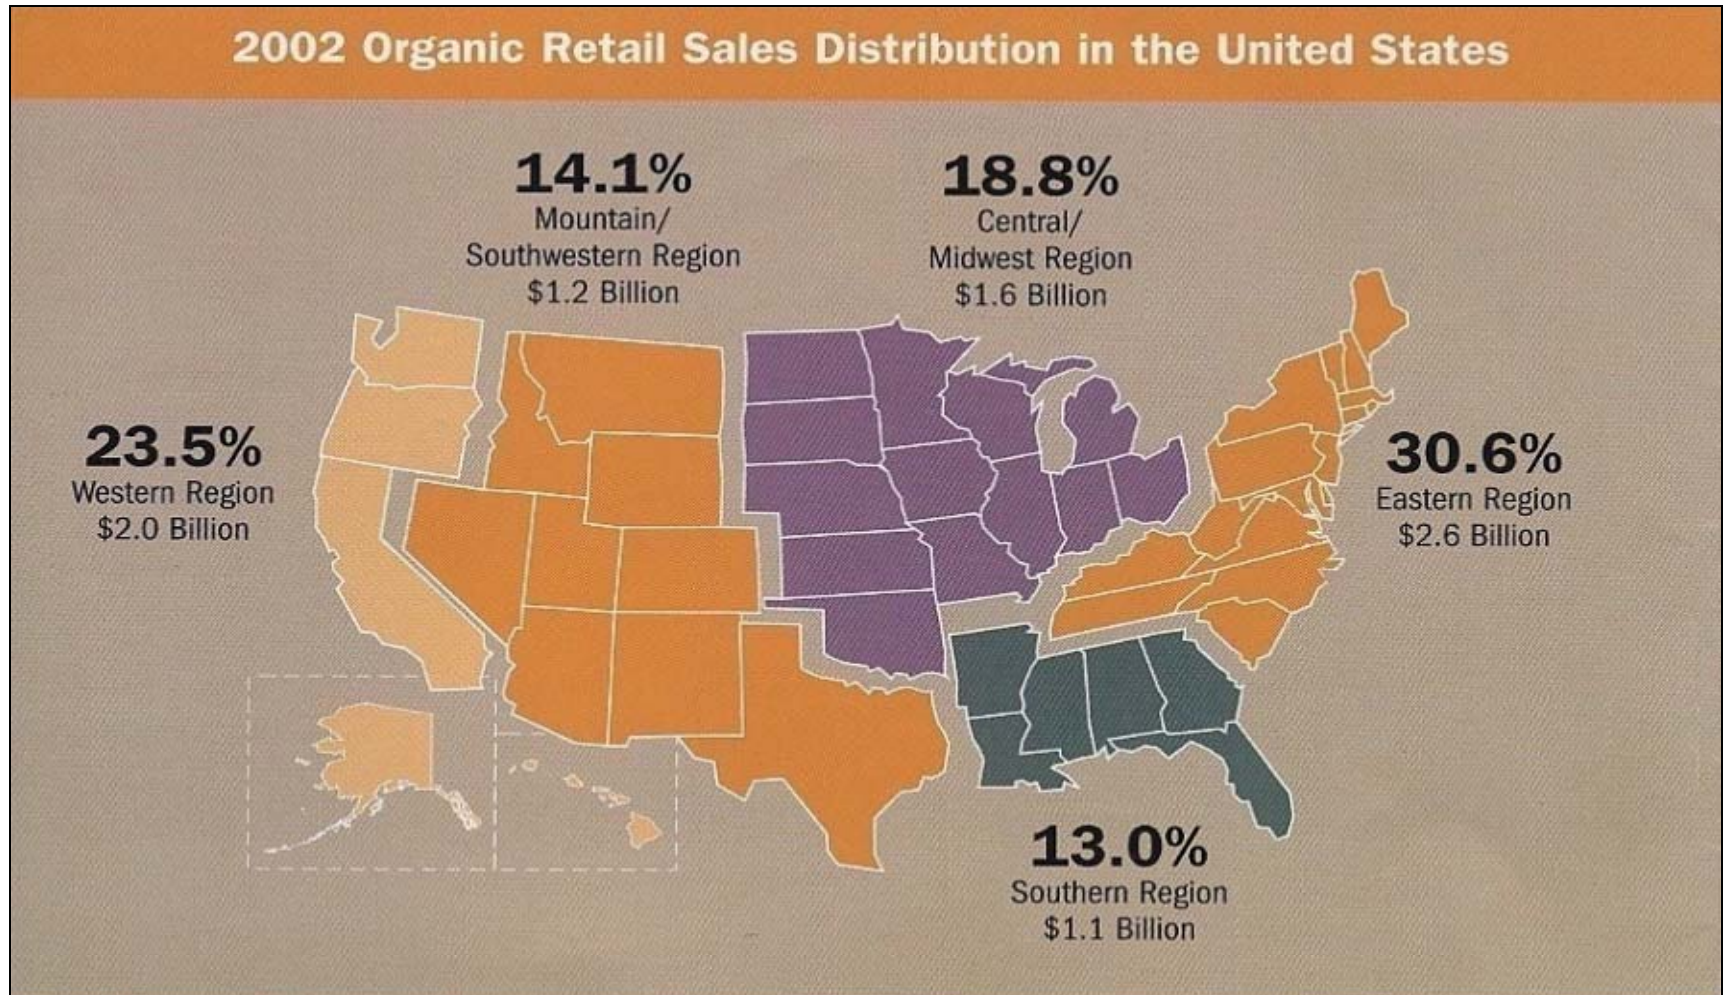 2002 Organic Retail Sales Distribution in the United States
14.1%
Mountain/
Southwestern Region
$1.2 Billion
18.8%
Central/
Midwest Region
$1.6 Billion
23.5%
Western Region
$2.0 Billion
30.6%
Eastern Region
$2.6 Billion
13.0%
Southern Region
$1.1 Billion